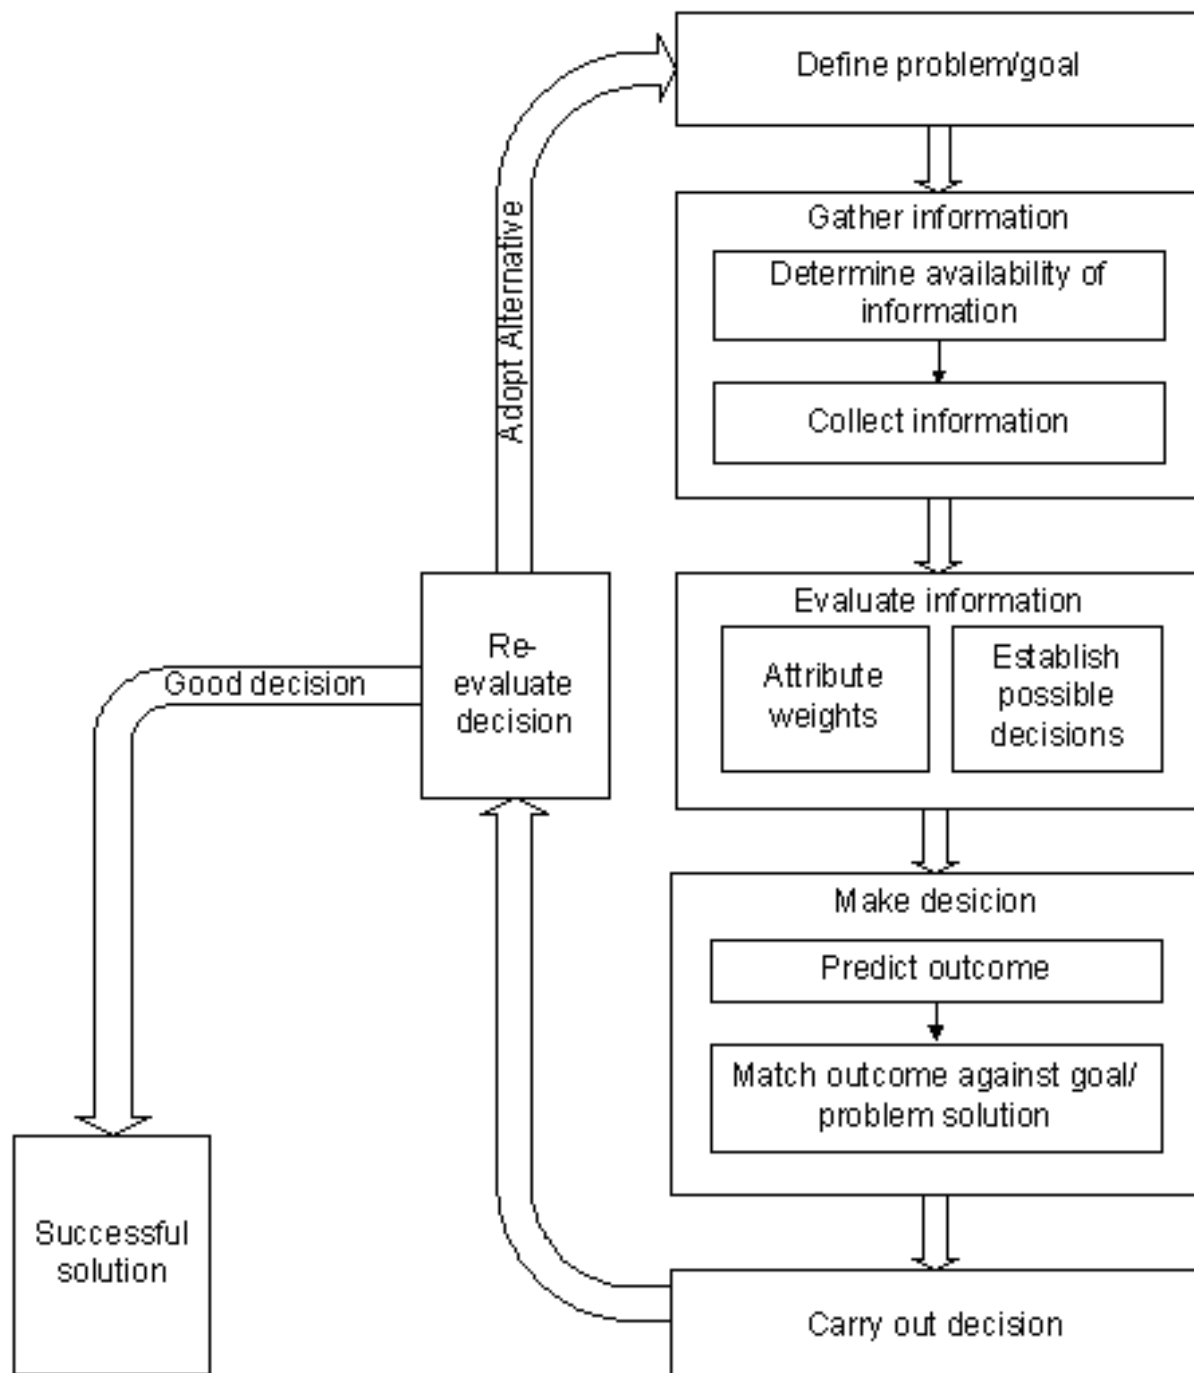 Define problem/goal
Gather information
Determine availability of
information
Collect information
Adopt Alternative
Evaluate information
Attribute
weights
Establish
possible
decisions
Re-
evaluate
decision
Good decision
Make desicion
Predict outcome
Match outcome against goal/
problem solution
Successful
solution
Carry out decision